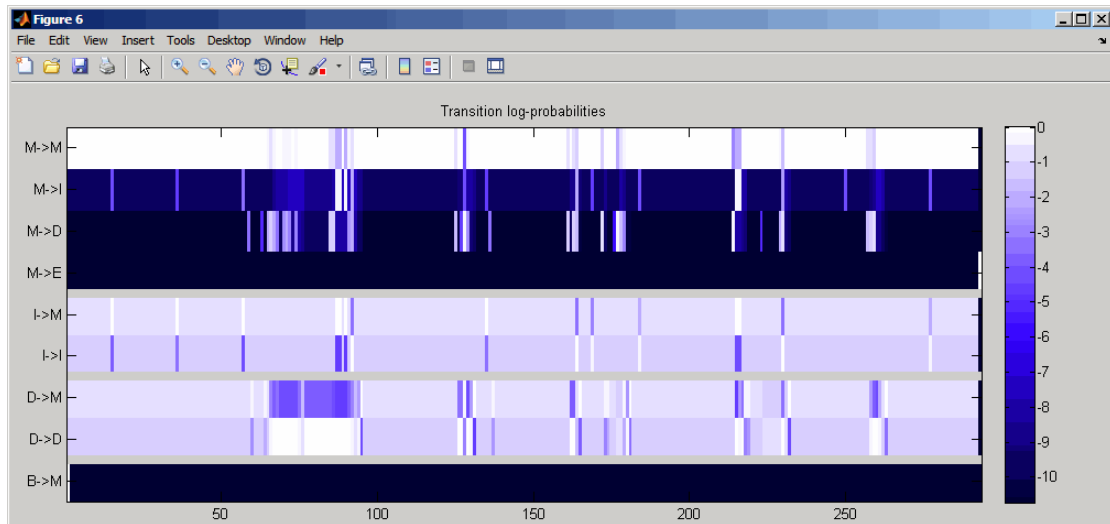 Figure 6
File Edit View Insert Tools Desktop Window Help
Transition log-probabilities
M->M
M->I
M->D
M->E
I->M
I->I
D->M
D->D
B->M
50 100 150 200 250
0
-1
-2
-3
-4
-5
-6
-7
-8
-9
-10